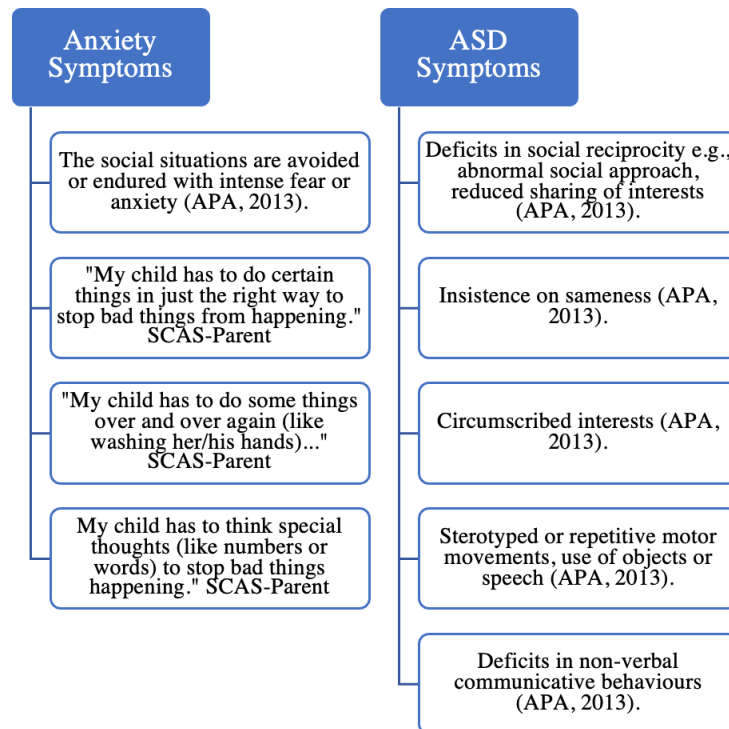 Anxiety
Symptoms
The social situations are avoided
or endured with intense fear or
anxiety (APA, 2013).
"My child has to do certain
things in just the right way to
stop bad things from happening."
SCAS-Parent
"My child has to do some things
over and over again (like
washing her/his hands)..."
SCAS-Parent
My child has to think special
thoughts (like numbers or
words) to stop bad things
happening." SCAS-Parent
ASD
Symptoms
Deficits in social reciprocity e.g.,
abnormal social approach,
reduced sharing of interests
(APA, 2013).
Insistence on sameness (APA,
2013).
Circumscribed interests (APA,
2013).
Sterotyped or repetitive motor
movements, use of objects or
speech (APA, 2013).
Deficits in non-verbal
communicative behaviours
(APA, 2013).